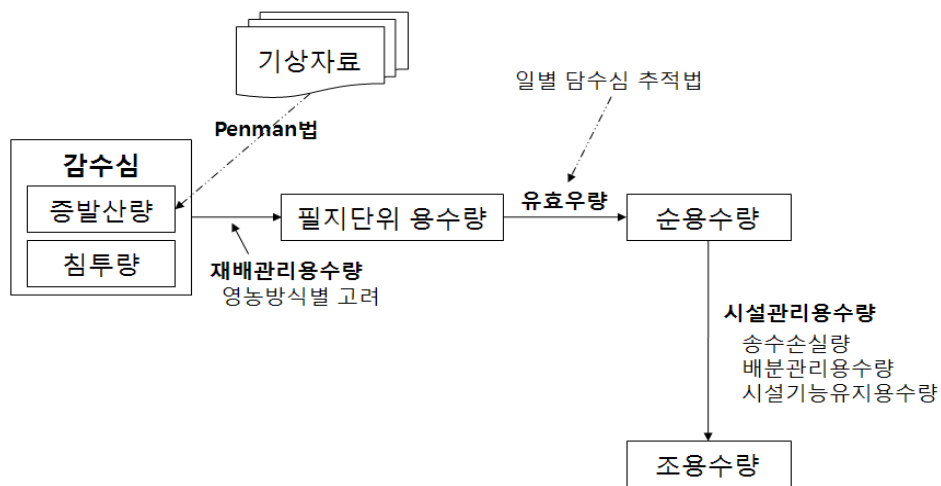 기상자료
일별 담수심 추적법
Penman법
감수심
증발산량
침투량
필지단위 용수량
유효우량
순용수량
재배관리용수량
영농방식별 고려
시설관리용수량
송수손실량
배분관리용수량
시설기능유지용수량
조용수량